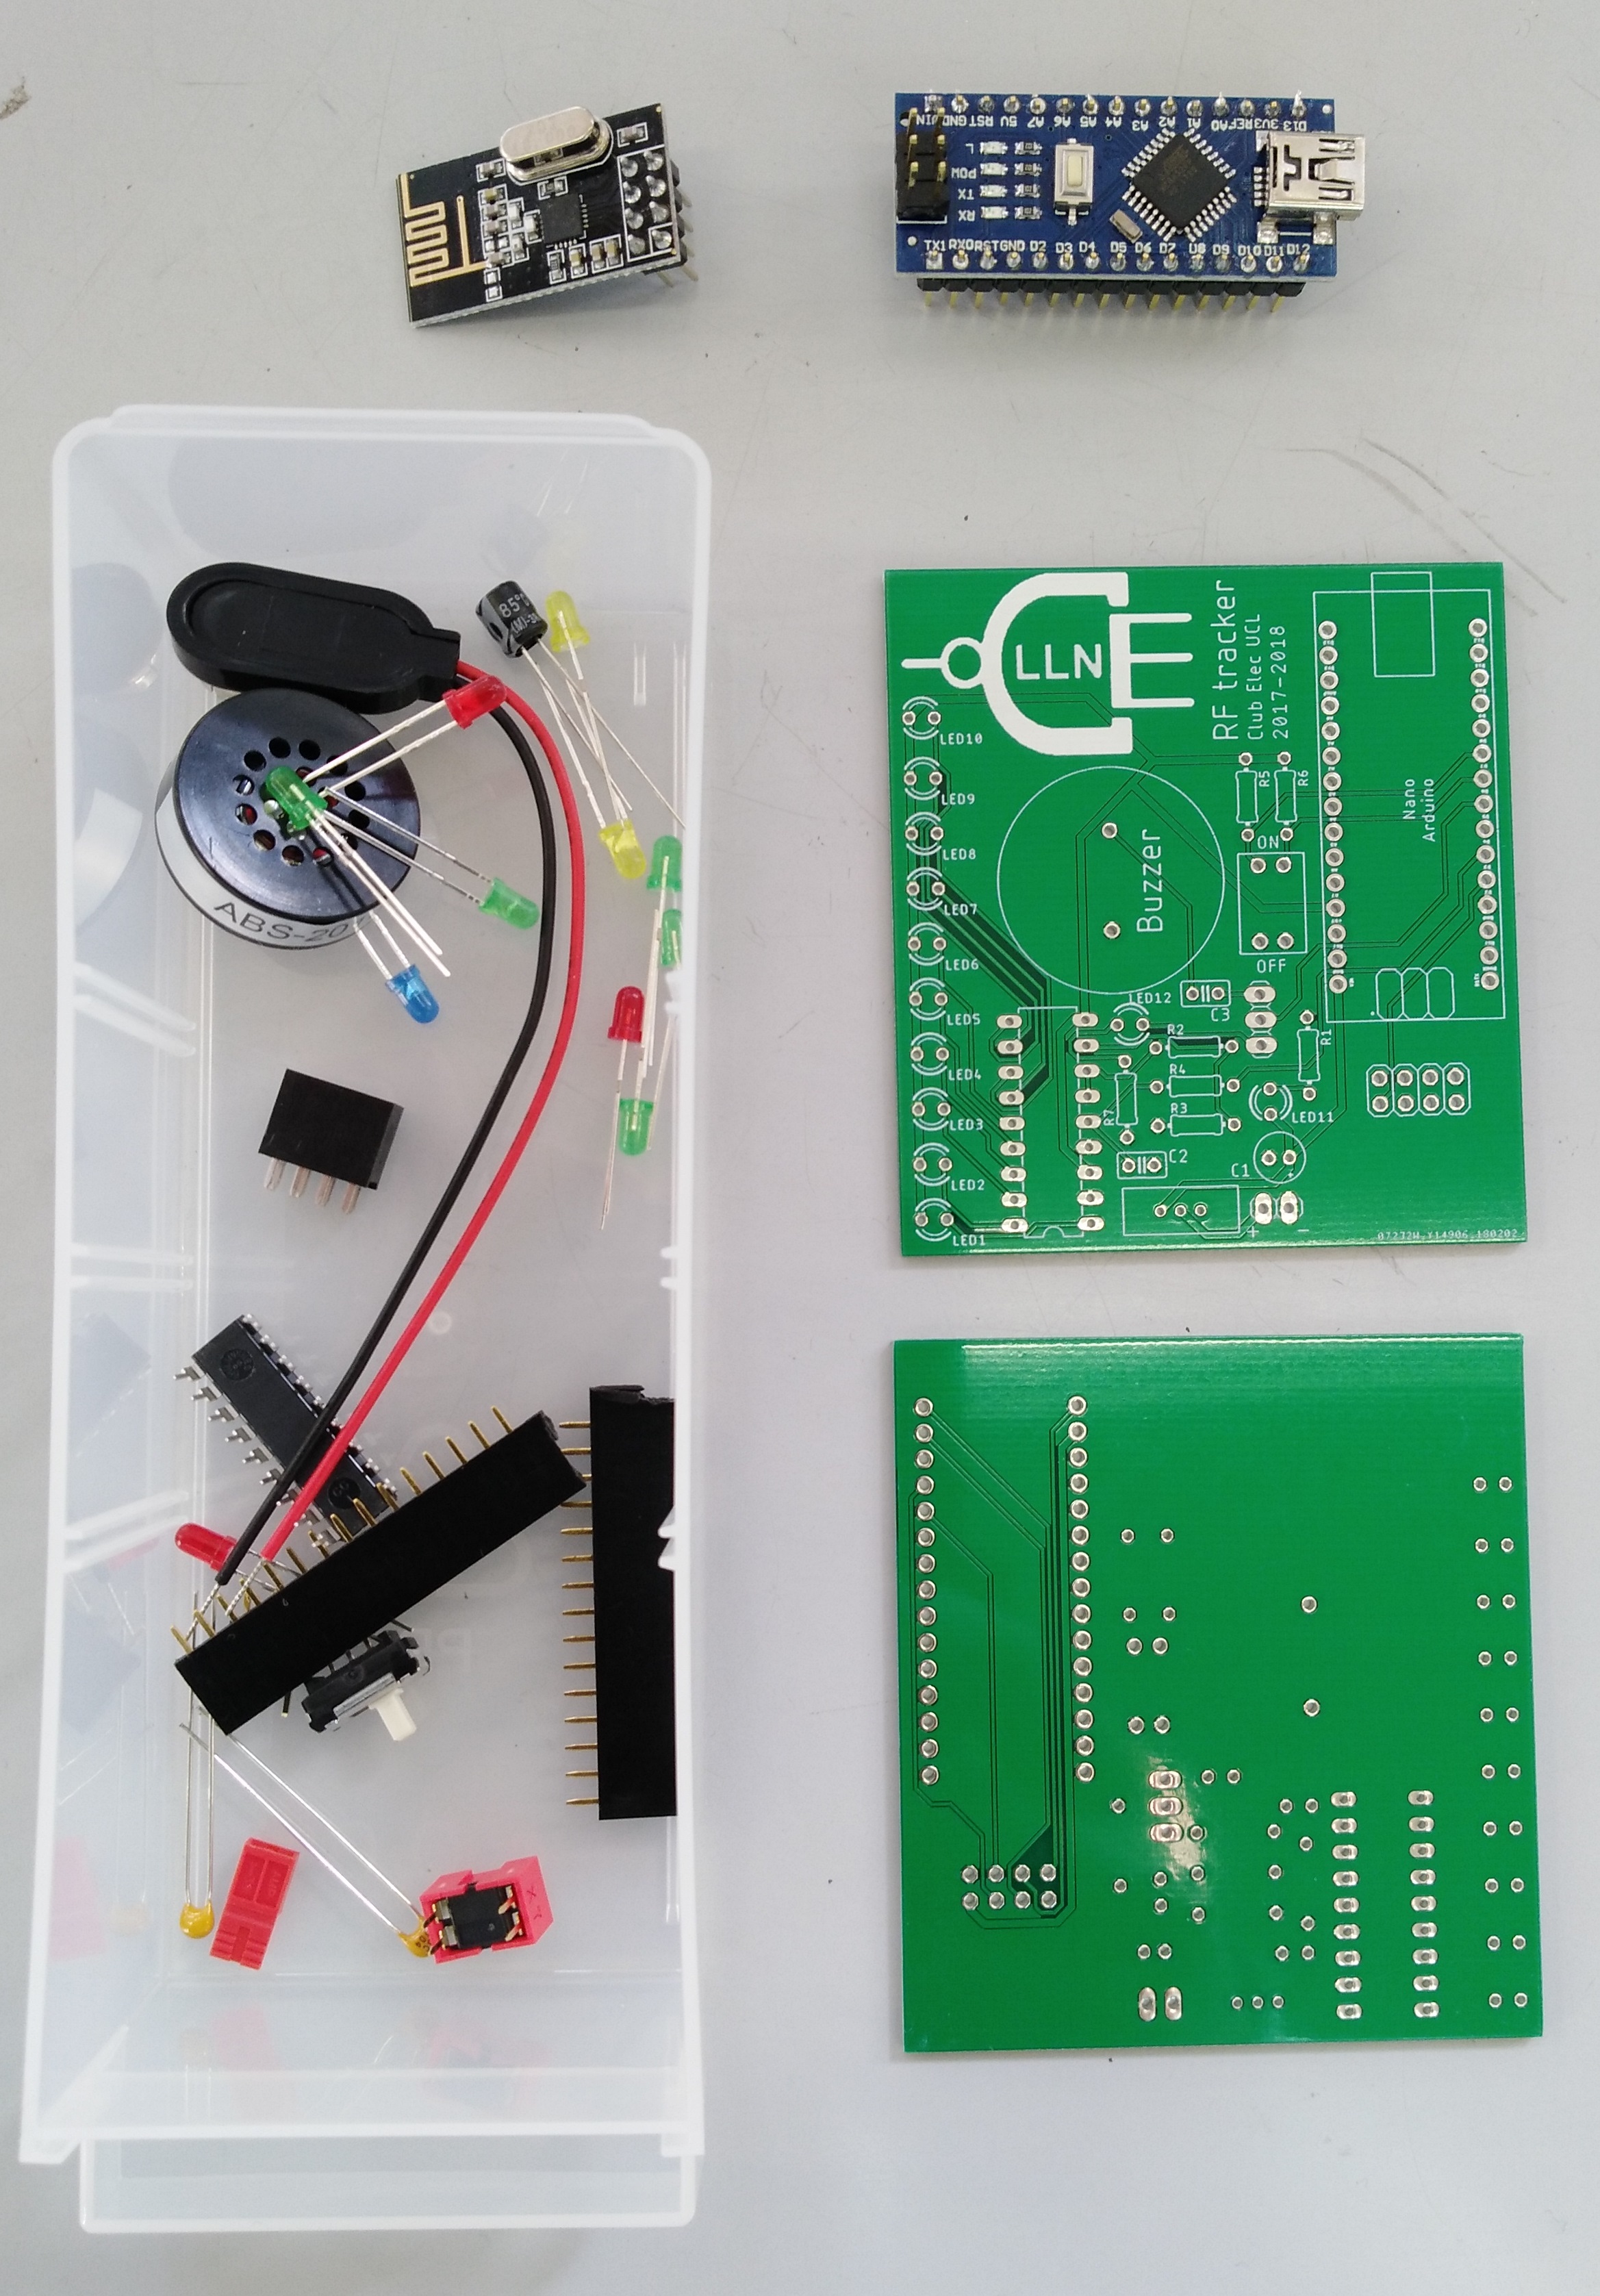 VIN GND RST 5V A7 A6 A5 A4 A3 A2 A1 A0 REF 3V3 D13
L
POW
TX
RX
TX1 RX0 RST GND D2 D3 D4 D5 D6 D7 D8 D9 D10 D11 D12
85°C
ABS-20
LLN
RF tracker
Club Elec UCL
2017-2018
LED10
LED9
LED8
LED7
LED6
LED5
LED4
LED3
LED2
LED1
Buzzer
R5
R6
ON
OFF
Nano
Arduino
LED12
C3
R2
R4
R3
R7
R1
LED11
C2
C1
+
+ -
07272H_Y14906_180202